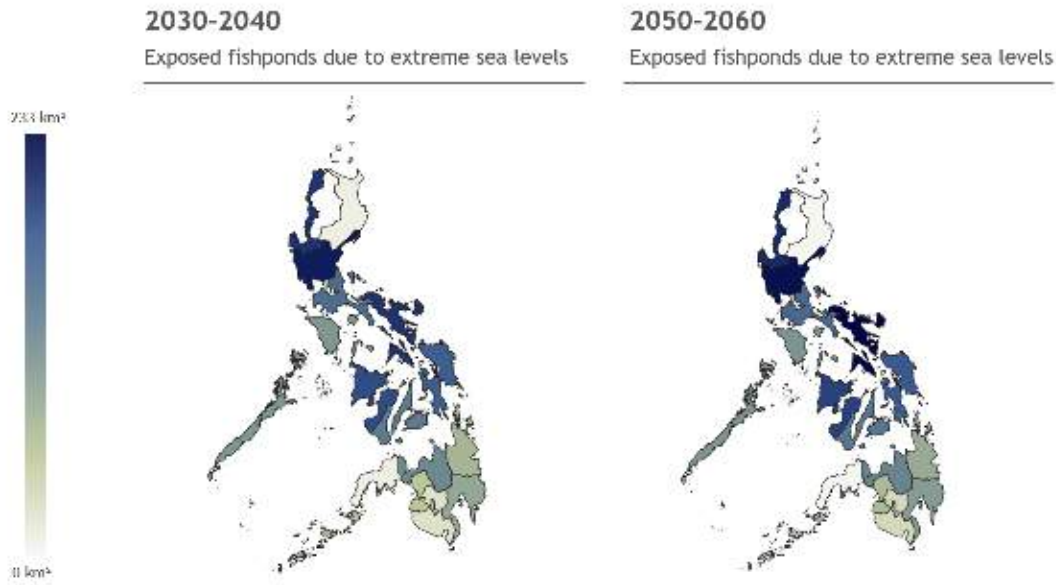 2030-2040
Exposed fishponds due to extreme sea levels
2050-2060
Exposed fishponds due to extreme sea levels
233 km²
0 km²